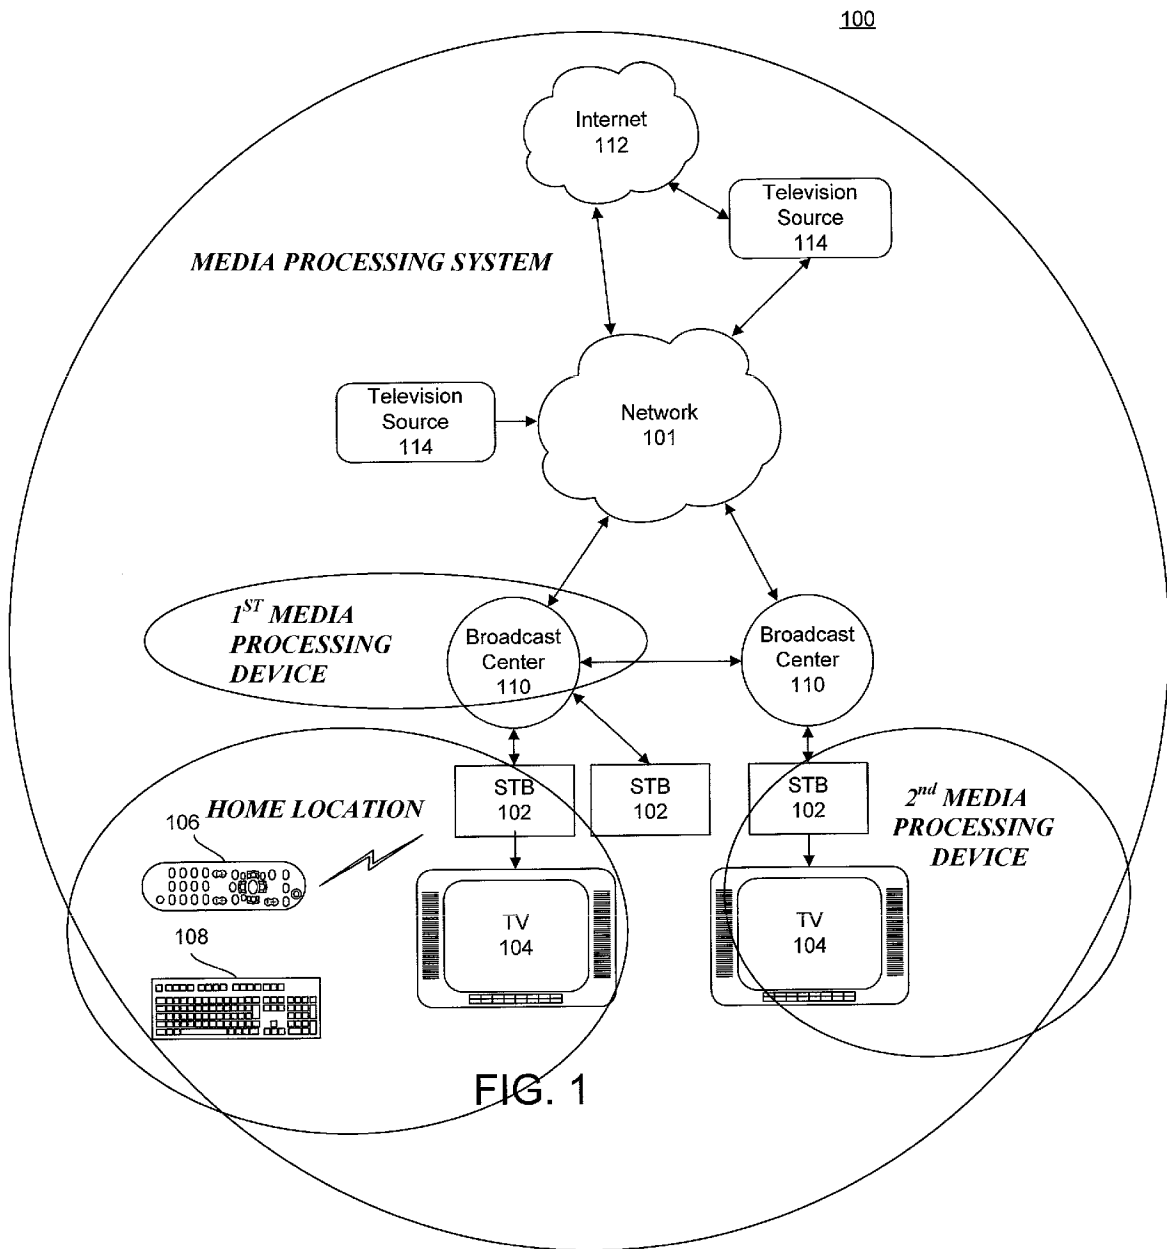 100
Internet
112
Television
Source
114
MEDIA PROCESSING SYSTEM
Television
Source
114
Network
101
1ST MEDIA
PROCESSING
DEVICE
Broadcast
Center
110
Broadcast
Center
110
HOME LOCATION
STB
102
STB
102
STB
102
2nd MEDIA
PROCESSING
DEVICE
106
108
TV
104
TV
104
FIG. 1